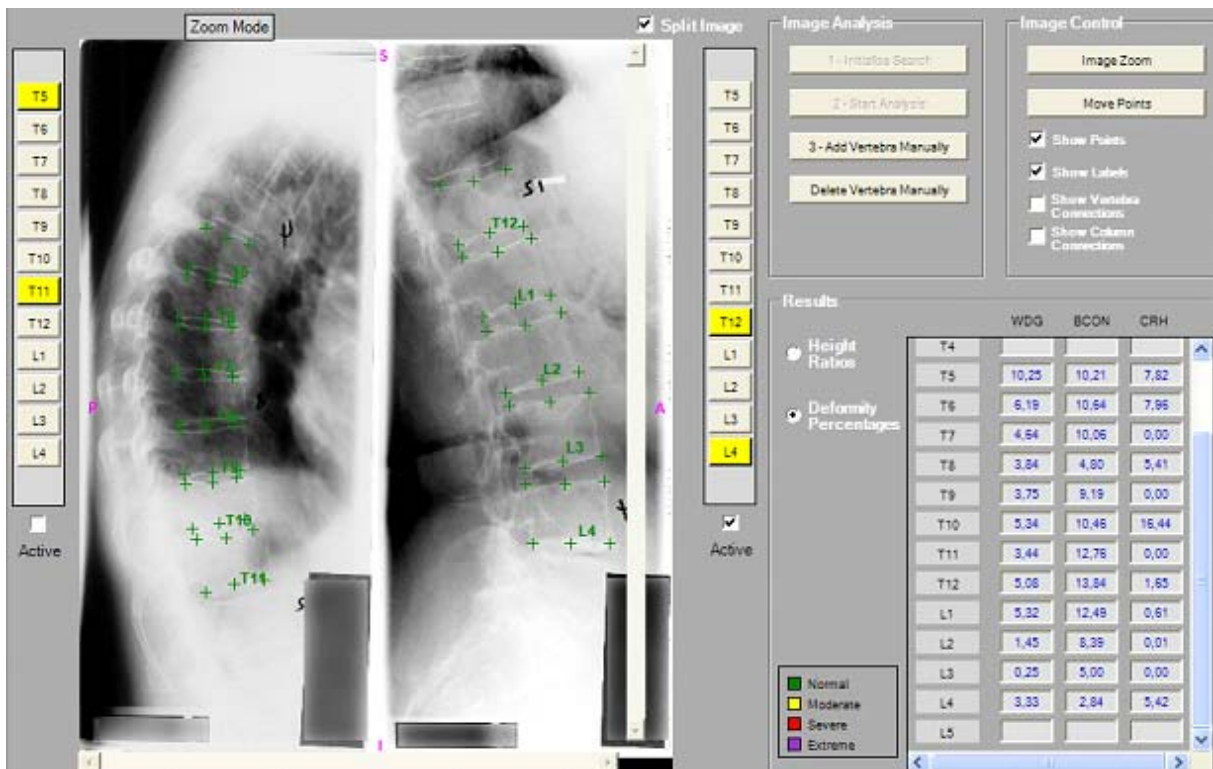 Zoom Mode
Split Image
T5
T6
T7
T8
T9
T10
T11
T12
L1
L2
L3
L4
Active
S
P
A
I
T10
T11
T12
L1
L2
L3
L4
T5
T6
T7
T8
T9
T10
T11
T12
L1
L2
L3
L4
Active
Image Analysis
1 - Initialise Search
2 - Start Analysis
3 - Add Vertebra Manually
Delete Vertebra Manually
Image Control
Image Zoom
Move Points
Show Points
Show Labels
Show Vertebra
Connections
Show Column
Connections
Results
Height
Ratios
Deformity
Percentages
Normal
Moderate
Severe
Extreme
WDG BCON CRH
T4
T5 10,25 10,21 7,82
T6 6,19 10,64 7,96
T7 4,64 10,06 0,00
T8 3,84 4,80 5,41
T9 3,75 9,19 0,00
T10 5,34 10,46 16,44
T11 3,44 12,76 0,00
T12 5,08 13,84 1,65
L1 5,32 12,49 0,61
L2 1,45 8,39 0,01
L3 0,25 5,00 0,00
L4 3,33 2,84 5,42
L5